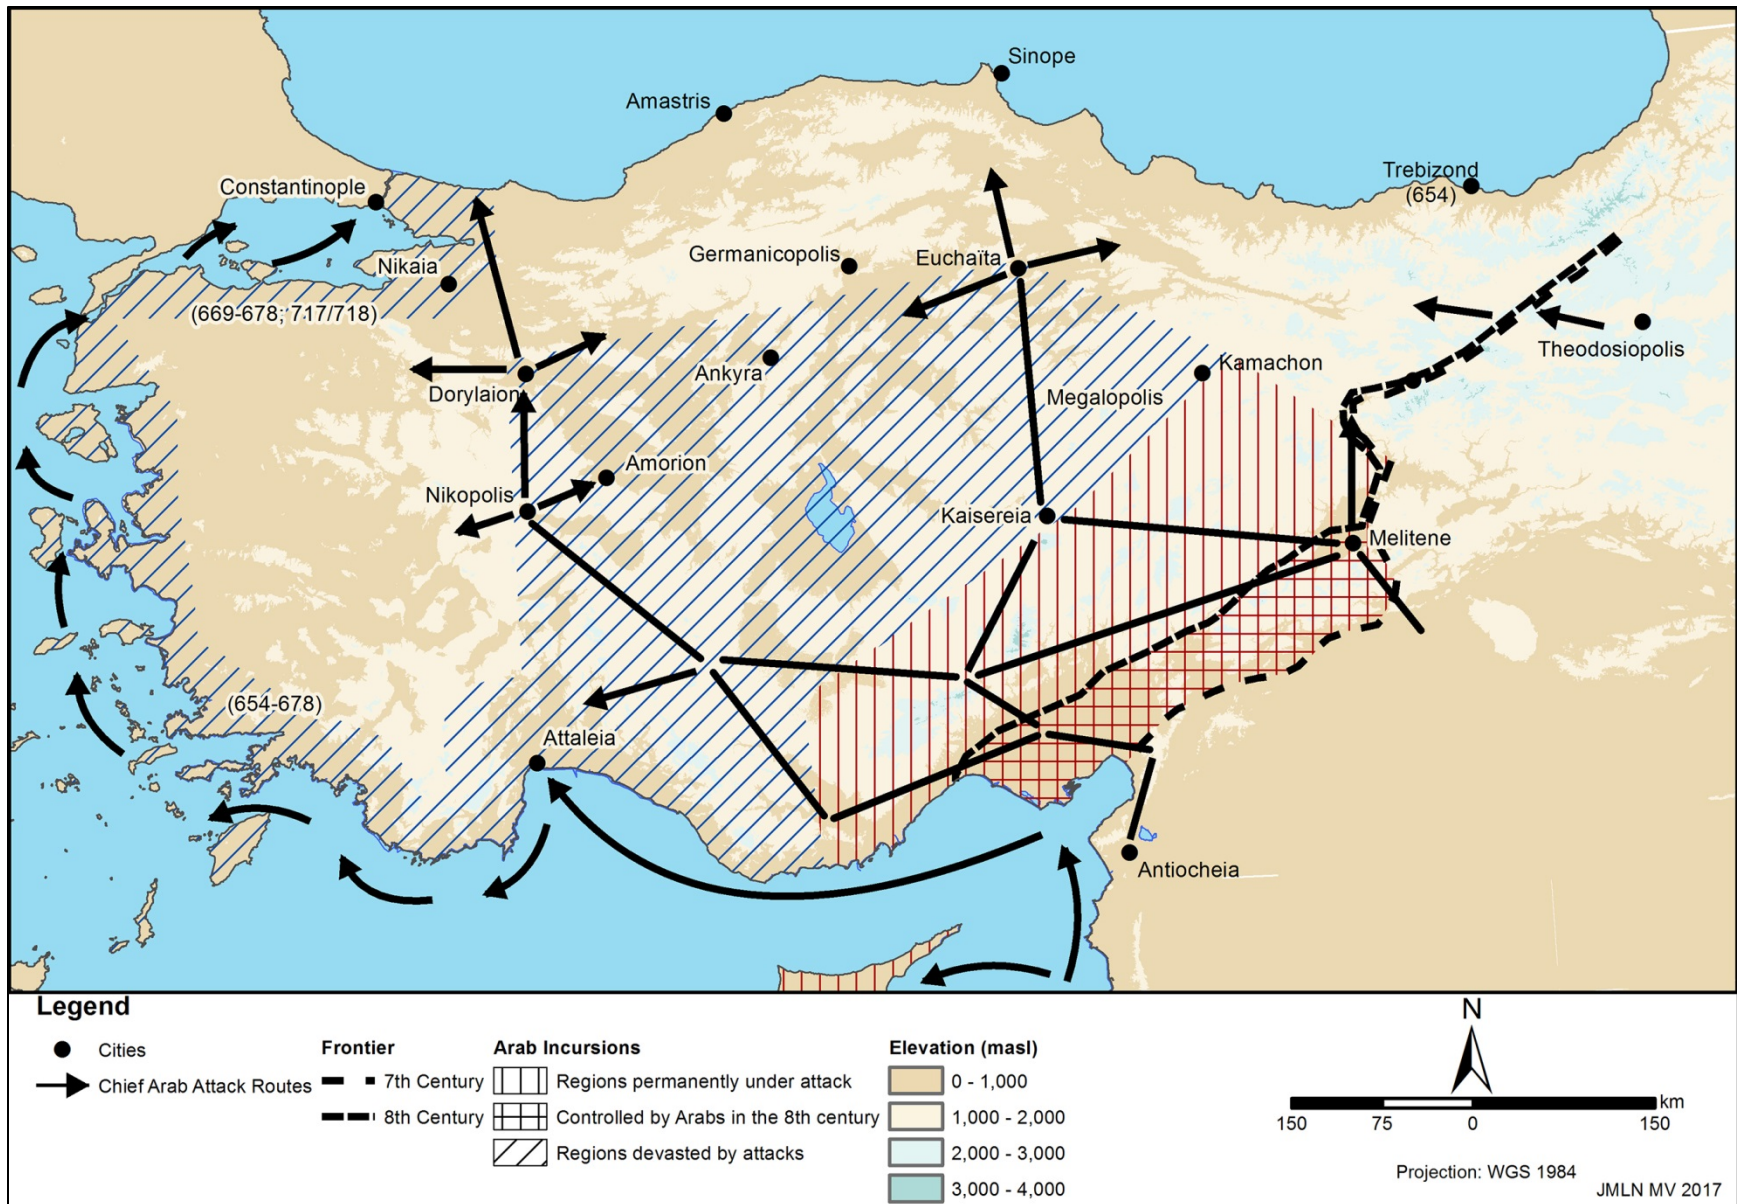 Sinope
Amastris
Constantinople
Trebizond
(654)
Germanicopolis
Euchaïta
Nikaia
(669-678; 717/718)
Theodosiopolis
Ankyra
Kamachon
Dorylaion
Megalopolis
Amorion
Nikopolis
Kaisereia
Melitene
(654-678)
Attaleia
Antiocheia
Legend
Cities
Chief Arab Attack Routes
Frontier
7th Century
8th Century
Arab Incursions
Regions permanently under attack
Controlled by Arabs in the 8th century
Regions devasted by attacks
Elevation (masl)
0 - 1,000
1,000 - 2,000
2,000 - 3,000
3,000 - 4,000
N
km
150 75 0 150
Projection: WGS 1984
JMLN MV 2017